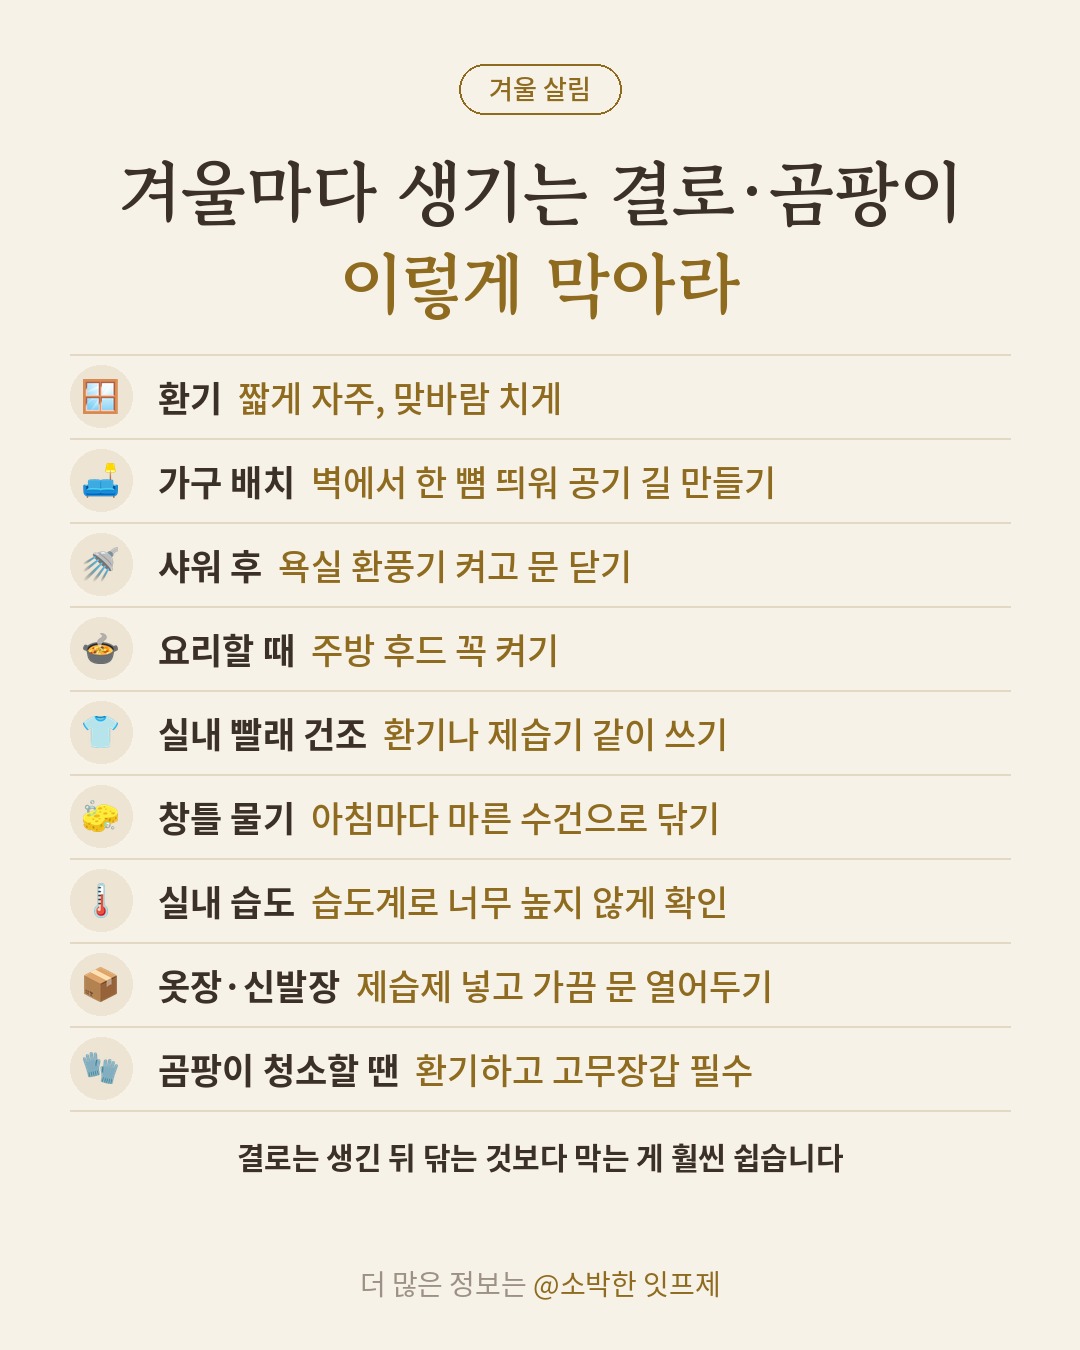 겨울 살림
겨울마다 생기는 결로·곰팡이
이렇게 막아라
환기 짧게 자주, 맞바람 치게
가구 배치 벽에서 한 뼘 띄워 공기 길 만들기
샤워 후 욕실 환풍기 켜고 문 닫기
요리할 때 주방 후드 꼭 켜기
실내 빨래 건조 환기나 제습기 같이 쓰기
창틀 물기 아침마다 마른 수건으로 닦기
실내 습도 습도계로 너무 높지 않게 확인
옷장·신발장 제습제 넣고 가끔 문 열어두기
곰팡이 청소할 땐 환기하고 고무장갑 필수
결로는 생긴 뒤 닦는 것보다 막는 게 훨씬 쉽습니다
더 많은 정보는 @소박한 잇프제